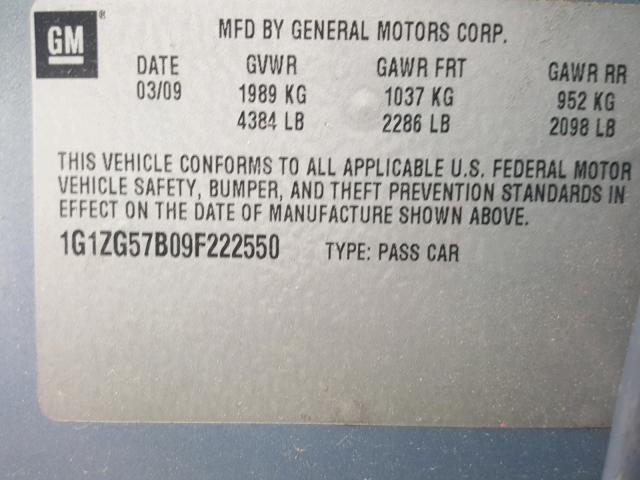 GM ®
MFD BY GENERAL MOTORS CORP.
DATE GVWR GAWR FRT GAWR RR
03/09 1989 KG 1037 KG 952 KG
4384 LB 2286 LB 2098 LB
THIS VEHICLE CONFORMS TO ALL APPLICABLE U.S. FEDERAL MOTOR
VEHICLE SAFETY, BUMPER, AND THEFT PREVENTION STANDARDS IN
EFFECT ON THE DATE OF MANUFACTURE SHOWN ABOVE.
1G1ZG57B09F222550 TYPE: PASS CAR